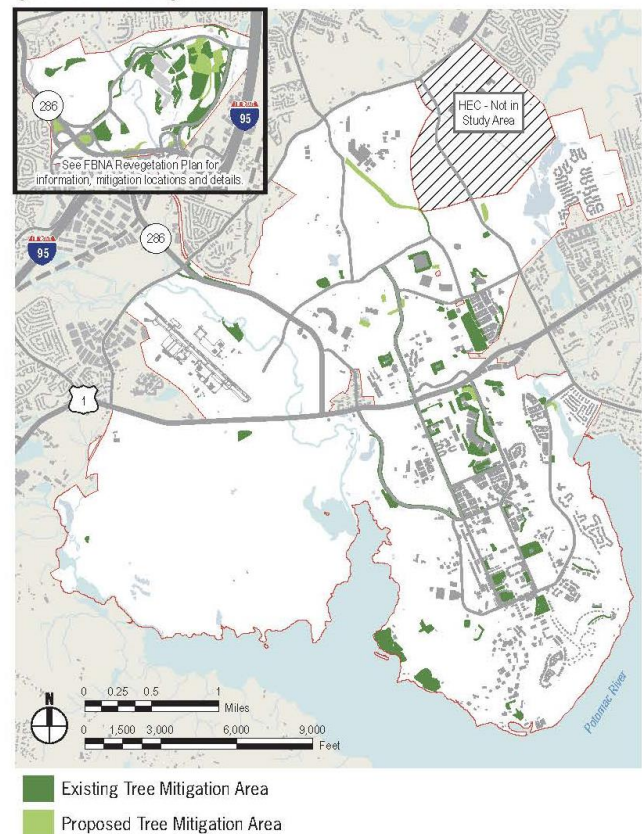 286
95
See FBNA Revegetation Plan for
information, mitigation locations and details.
HEC - Not in
Study Area
286
95
1
N
0 0.25 0.5 1
Miles
0 1,500 3,000 6,000 9,000
Feet
Potomac River
Existing Tree Mitigation Area
Proposed Tree Mitigation Area